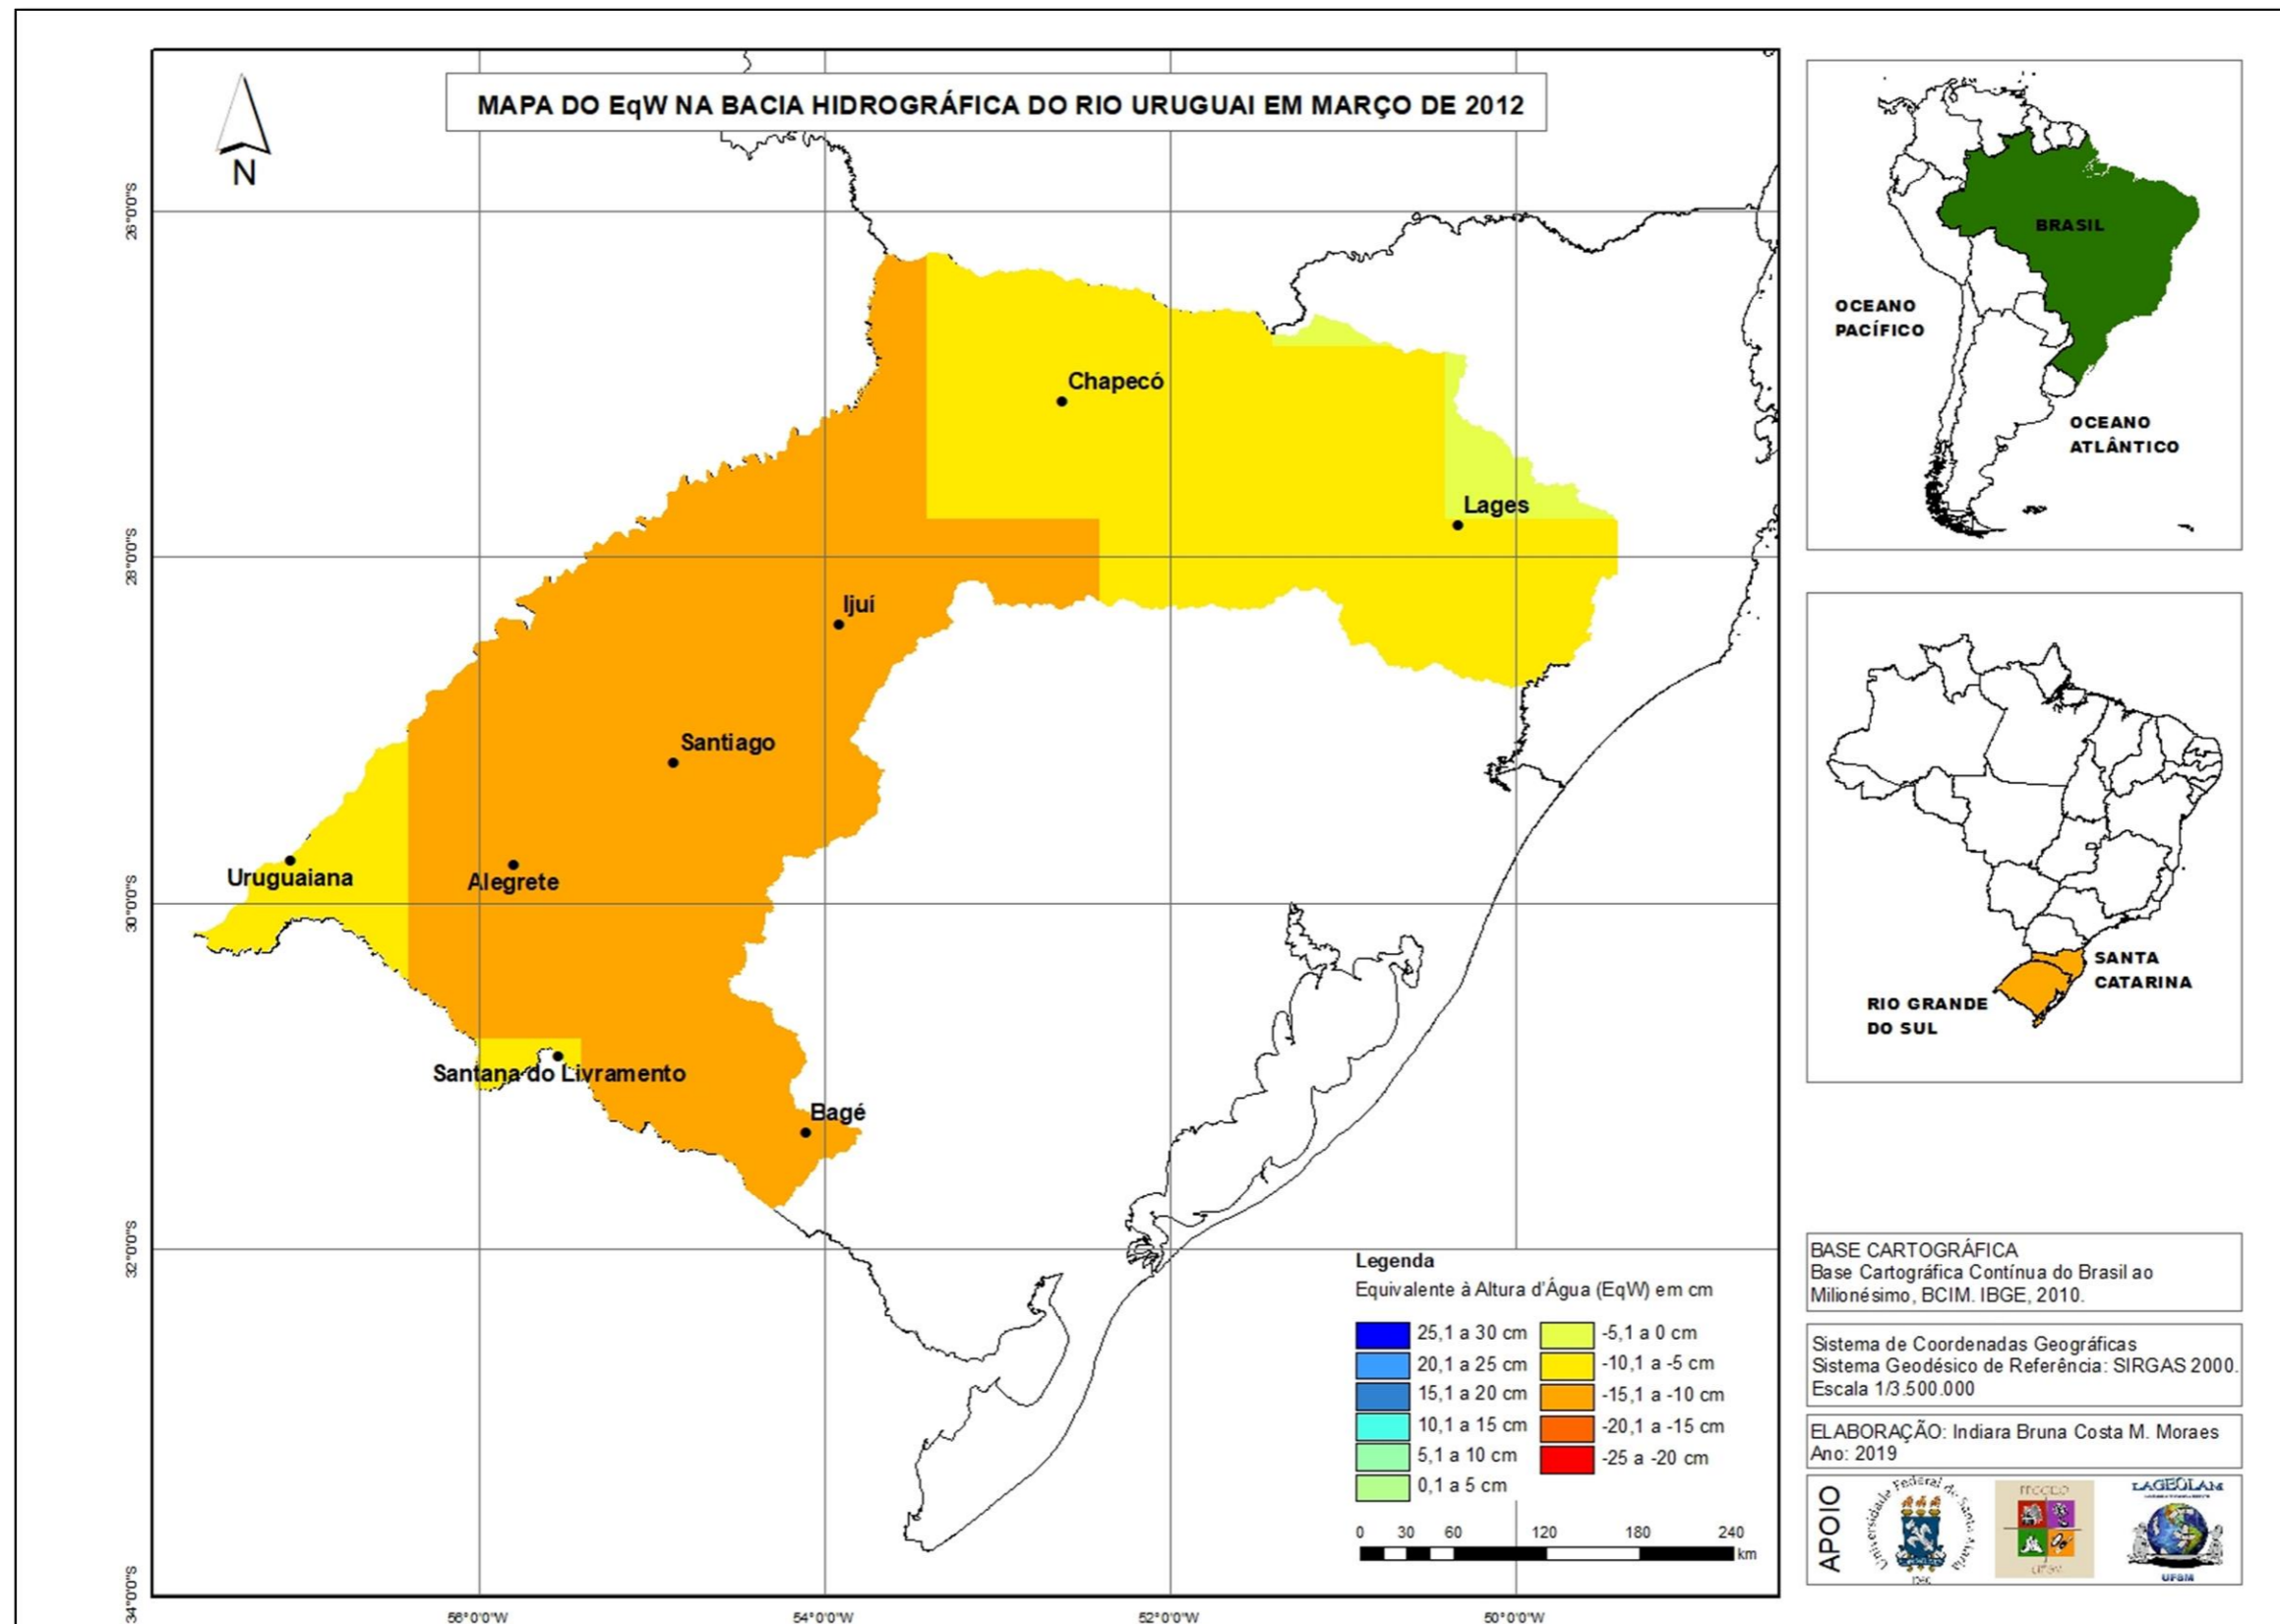 MAPA DO EqW NA BACIA HIDROGRÁFICA DO RIO URUGUAI EM MARÇO DE 2012
N
26°0'0"S
28°0'0"S
30°0'0"S
32°0'0"S
34°0'0"S
56°0'0"W
54°0'0"W
52°0'0"W
50°0'0"W
Chapecó
Lages
Ijuí
Santiago
Uruguaiana
Alegrete
Santana do Livramento
Bagé
Legenda
Equivalente à Altura d'Água (EqW) em cm
25,1 a 30 cm
20,1 a 25 cm
15,1 a 20 cm
10,1 a 15 cm
5,1 a 10 cm
0,1 a 5 cm
-5,1 a 0 cm
-10,1 a -5 cm
-15,1 a -10 cm
-20,1 a -15 cm
-25 a -20 cm
0 30 60 120 180 240
km
BRASIL
OCEANO
PACÍFICO
OCEANO
ATLÂNTICO
SANTA
CATARINA
RIO GRANDE
DO SUL
BASE CARTOGRÁFICA
Base Cartográfica Contínua do Brasil ao
Milionésimo, BCIM. IBGE, 2010.
Sistema de Coordenadas Geográficas
Sistema Geodésico de Referência: SIRGAS 2000.
Escala 1/3.500.000
ELABORAÇÃO: Indiara Bruna Costa M. Moraes
Ano: 2019
APOIO
Universidade Federal de Santa Maria
1960
PPGGEO
UFSM
LAGEOLAM
UFSM